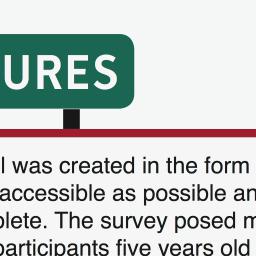 URES
l was created in the form
accessible as possible an
plete. The survey posed m
participants five years old